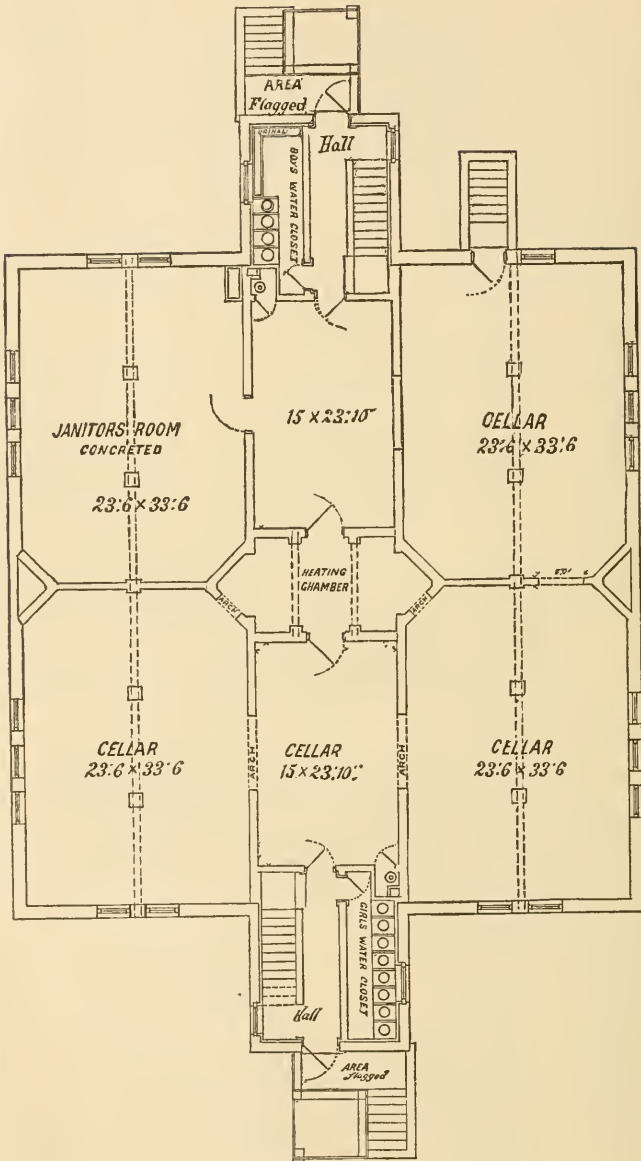 AREA
Flagged
URINAL
Hall
BOYS WATER CLOSET
JANITORS ROOM
CONCRETED
23:6 × 33:6
15 × 23:10"
CELLAR
23:6 × 33'6
HEATING
CHAMBER
ARCH
ARCH
CELLAR
23:6 × 33'6
ARCH
CELLAR
15 × 23:10"
ARCH
CELLAR
23:6 × 33'6
GIRLS WATER CLOSET
Hall
AREA
Flagged